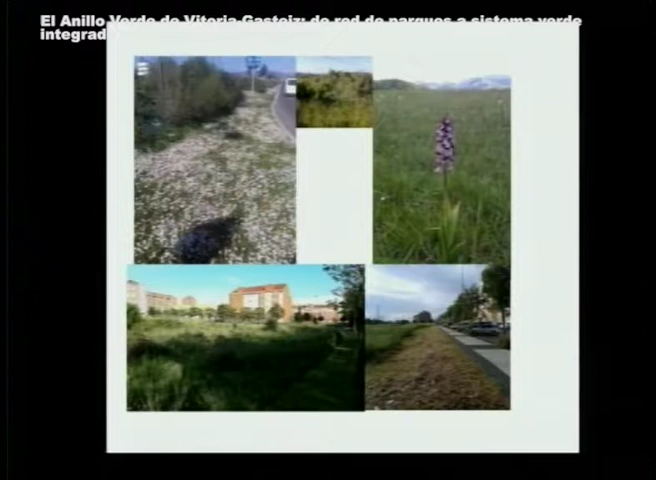 El Anillo Verde de Vitoria Gasteiz: de red de parques a sistema verde
integrad